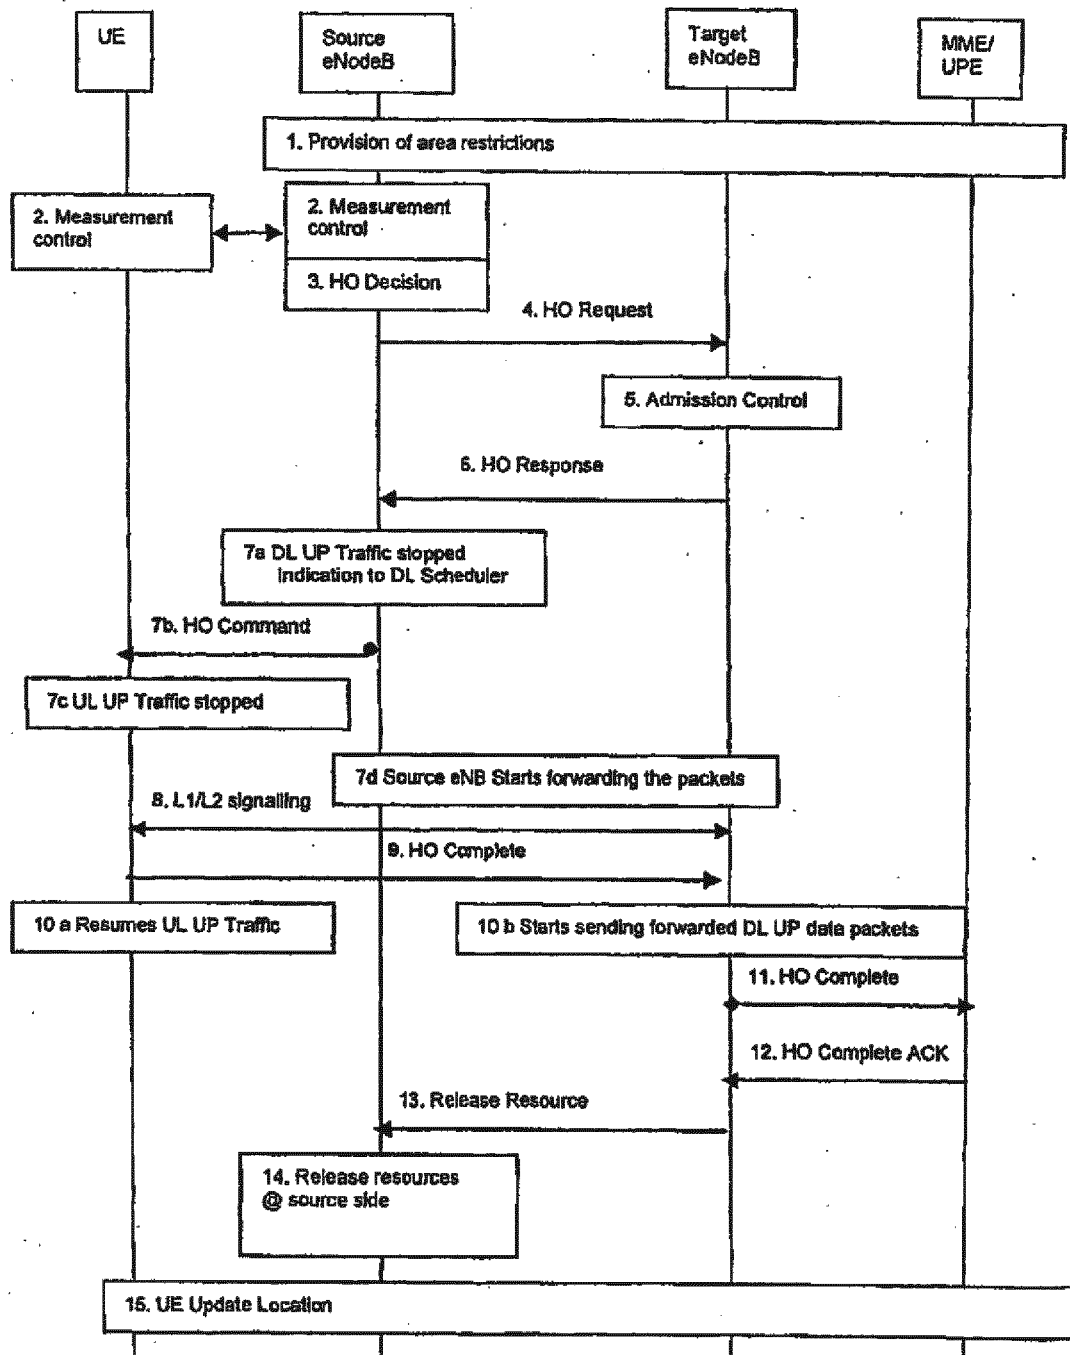 UE
Source
eNodeB
Target
eNodeB
MME/
UPE
1. Provision of area restrictions
2. Measurement
control
2. Measurement
control
3. HO Decision
4. HO Request
5. Admission Control
6. HO Response
7a DL UP Traffic stopped
Indication to DL Scheduler
7b. HO Command
7c UL UP Traffic stopped
7d Source eNB Starts forwarding the packets
8. L1/L2 signalling
9. HO Complete
10 a Resumes UL UP Traffic
10 b Starts sending forwarded DL UP data packets
11. HO Complete
12. HO Complete ACK
13. Release Resource
14. Release resources
@ source side
15. UE Update Location